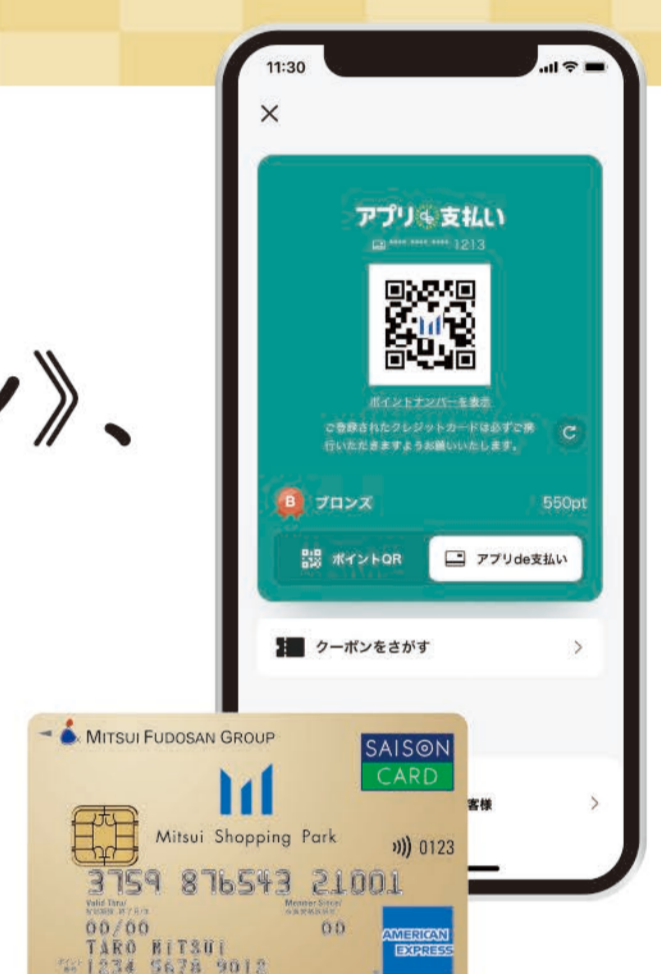 11:30
アプリde支払い
**** **** **** 1213
ポイントナンバーを表示
ご登録されたクレジットカードは必ずご携
行いただきますようお願いいたします。
B ブロンズ 550pt
ポイントQR アプリde支払い
クーポンをさがす
》、
客様
MITSUI FUDOSAN GROUP
SAISON
CARD
Mitsui Shopping Park
0123
3759 876543 21001
Valid Thru
Member Since
00/00 00
TARO MITSUI
1234 5678 9012
AMERICAN
EXPRESS